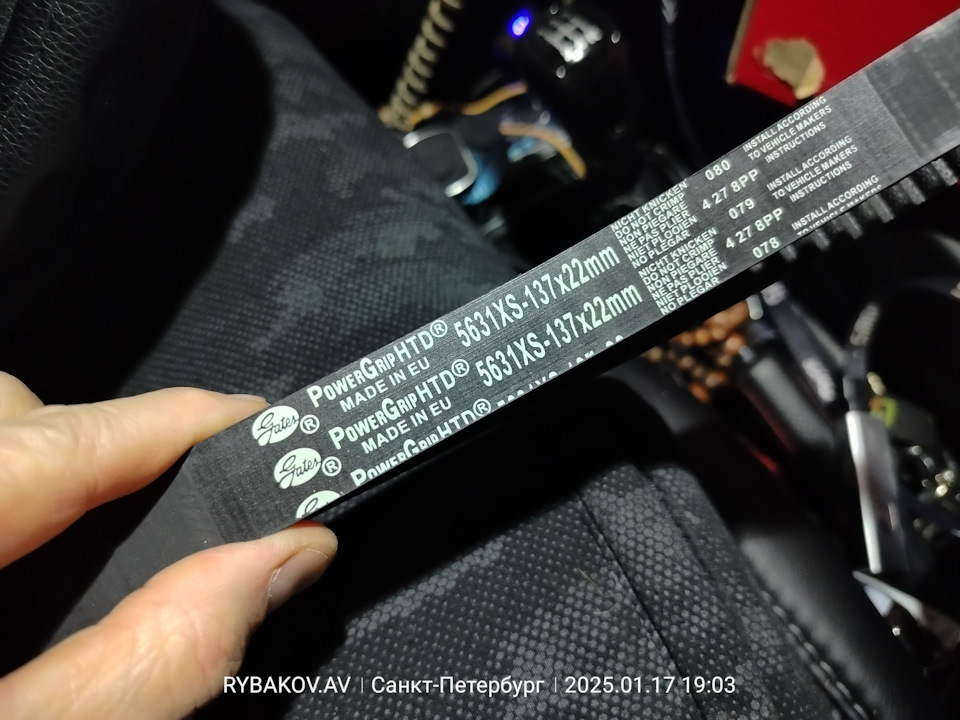 Gates ® POWERGRIP HTD® 5631XS-137x22mm
MADE IN EU
NICHT KNICKEN
DO NOT CRIMP
NON PIEGARE
NE PAS PLIER
NIET PLOOIEN
NO PLEGAR
080
4 27 8PP
INSTALL ACCORDING
TO VEHICLE MAKERS
INSTRUCTIONS
Gates ® POWERGRIP HTD® 5631XS-137x22mm
MADE IN EU
NICHT KNICKEN
DO NOT CRIMP
NON PIEGARE
NE PAS PLIER
NIET PLOOIEN
NO PLEGAR
079
4 27 8PP
INSTALL ACCORDING
TO VEHICLE MAKERS
INSTRUCTIONS
Gates POWERGRIP HTD®
078
INSTALL ACCORDING
TO VEHICLE MAKERS
RYBAKOV.AV | Санкт-Петербург | 2025.01.17 19:03